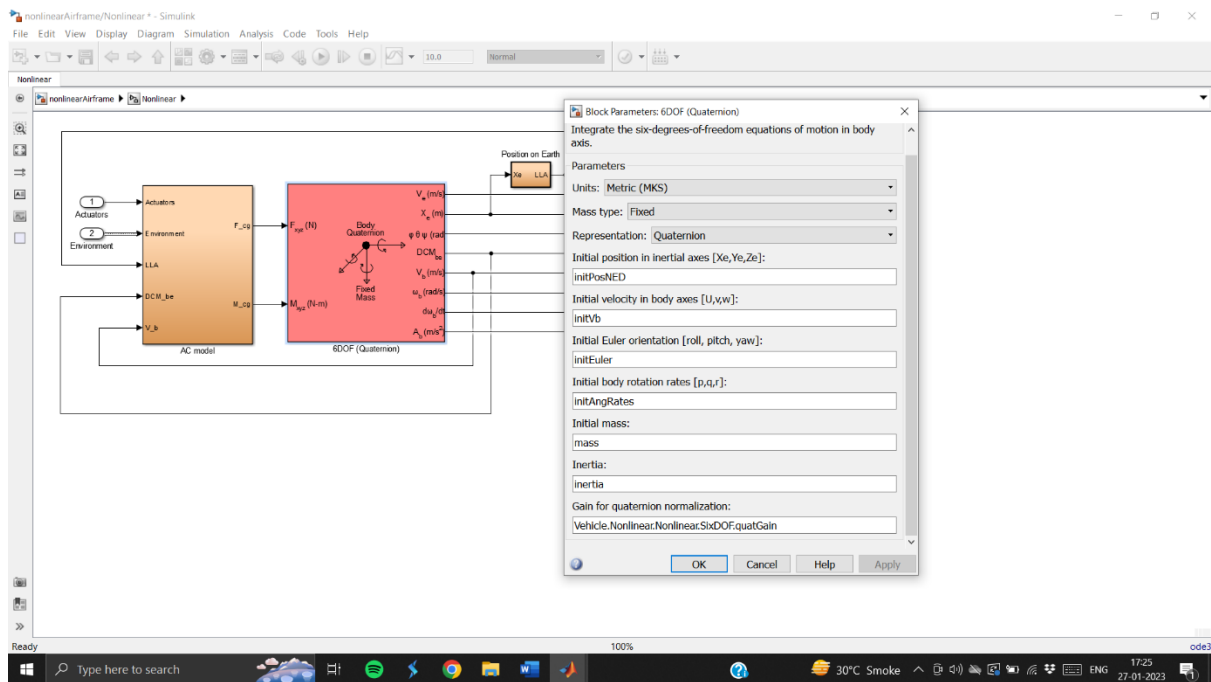 nonlinearAirframe/Nonlinear * - Simulink
File Edit View Display Diagram Simulation Analysis Code Tools Help
10.0 Normal
Nonlinear
nonlinearAirframe Nonlinear
Position on Earth
Xe LLA
1
Actuators
2
Environment
Actuators
Environment
LLA
DCM_be
V_b
F_cg
M_cg
AC model
F_xyz (N)
M_xyz (N-m)
Body
Quaternion
Fixed
Mass
V_e (m/s)
X_e (m)
φ θ ψ (rad
DCM_be
V_b (m/s)
ω_b (rad/s)
dω_b/dt
A_b (m/s²)
6DOF (Quaternion)
Block Parameters: 6DOF (Quaternion)
Integrate the six-degrees-of-freedom equations of motion in body
axis.
Parameters
Units: Metric (MKS)
Mass type: Fixed
Representation: Quaternion
Initial position in inertial axes [Xe,Ye,Ze]:
initPosNED
Initial velocity in body axes [U,v,w]:
initVb
Initial Euler orientation [roll, pitch, yaw]:
initEuler
Initial body rotation rates [p,q,r]:
initAngRates
Initial mass:
mass
Inertia:
inertia
Gain for quaternion normalization:
Vehicle.Nonlinear.Nonlinear.SixDOF.quatGain
OK Cancel Help Apply
Ready 100% ode3
Type here to search 30°C Smoke ENG 17:25
27-01-2023